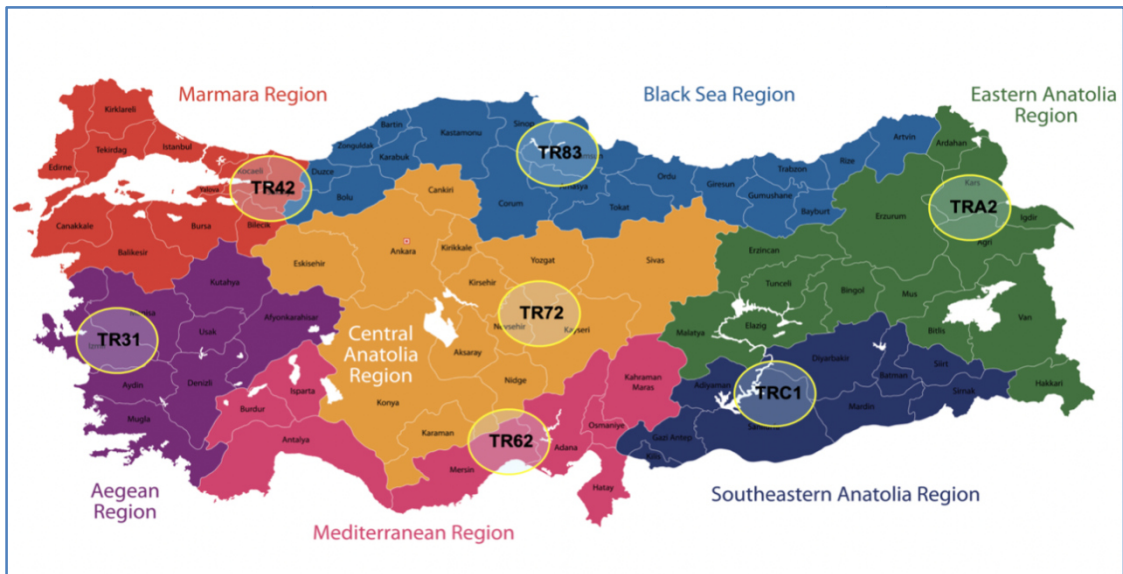 Marmara Region
Black Sea Region
Eastern Anatolia
Region
Kirklareli
Edirne
Tekirdag
Istanbul
Kocaeli
TR42
Yalova
Canakkale
Bursa
Bilecik
Balikesir
Bartin
Zonguldak
Karabuk
Duzce
Bolu
Kastamonu
Sinop
TR83
Corum
Tokat
Ordu
Giresun
Trabzon
Gumushane
Rize
Bayburt
Artvin
Ardahan
Kars
TRA2
Igdir
Agri
Erzurum
Erzincan
Tunceli
Bingol
Mus
Van
Bitlis
Elazig
Malatya
Hakkari
Cankiri
Ankara
Kirikkale
Eskisehir
Yozgat
Sivas
Kirsehir
TR72
Kayseri
Central
Anatolia
Region
Aksaray
Nidge
Konya
Karaman
Kutahya
Usak
Afyonkarahisar
TR31
Aydin
Denizli
Mugla
Isparta
Burdur
Antalya
TR62
Mersin
Adana
Osmaniye
Kahraman
Maras
Hatay
Adiyaman
Diyarbakir
Batman
Siirt
Sirnak
Mardin
TRC1
Gazi Antep
Aegean
Region
Mediterranean Region
Southeastern Anatolia Region